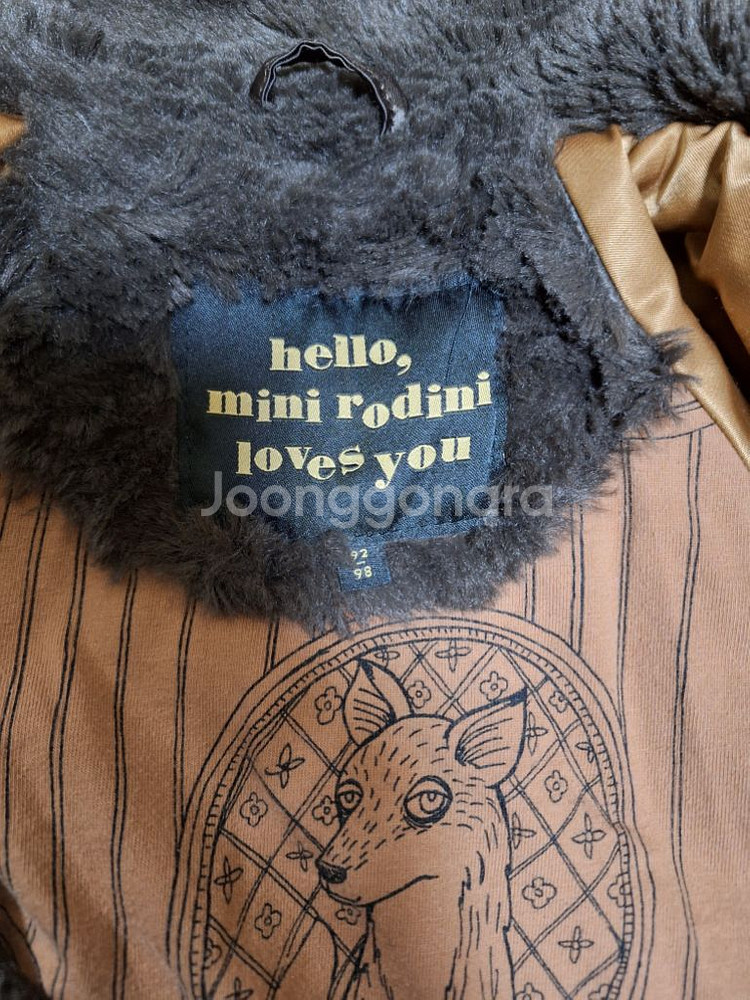 hello,
mini rodini
loves you
Joonggonara
92
98